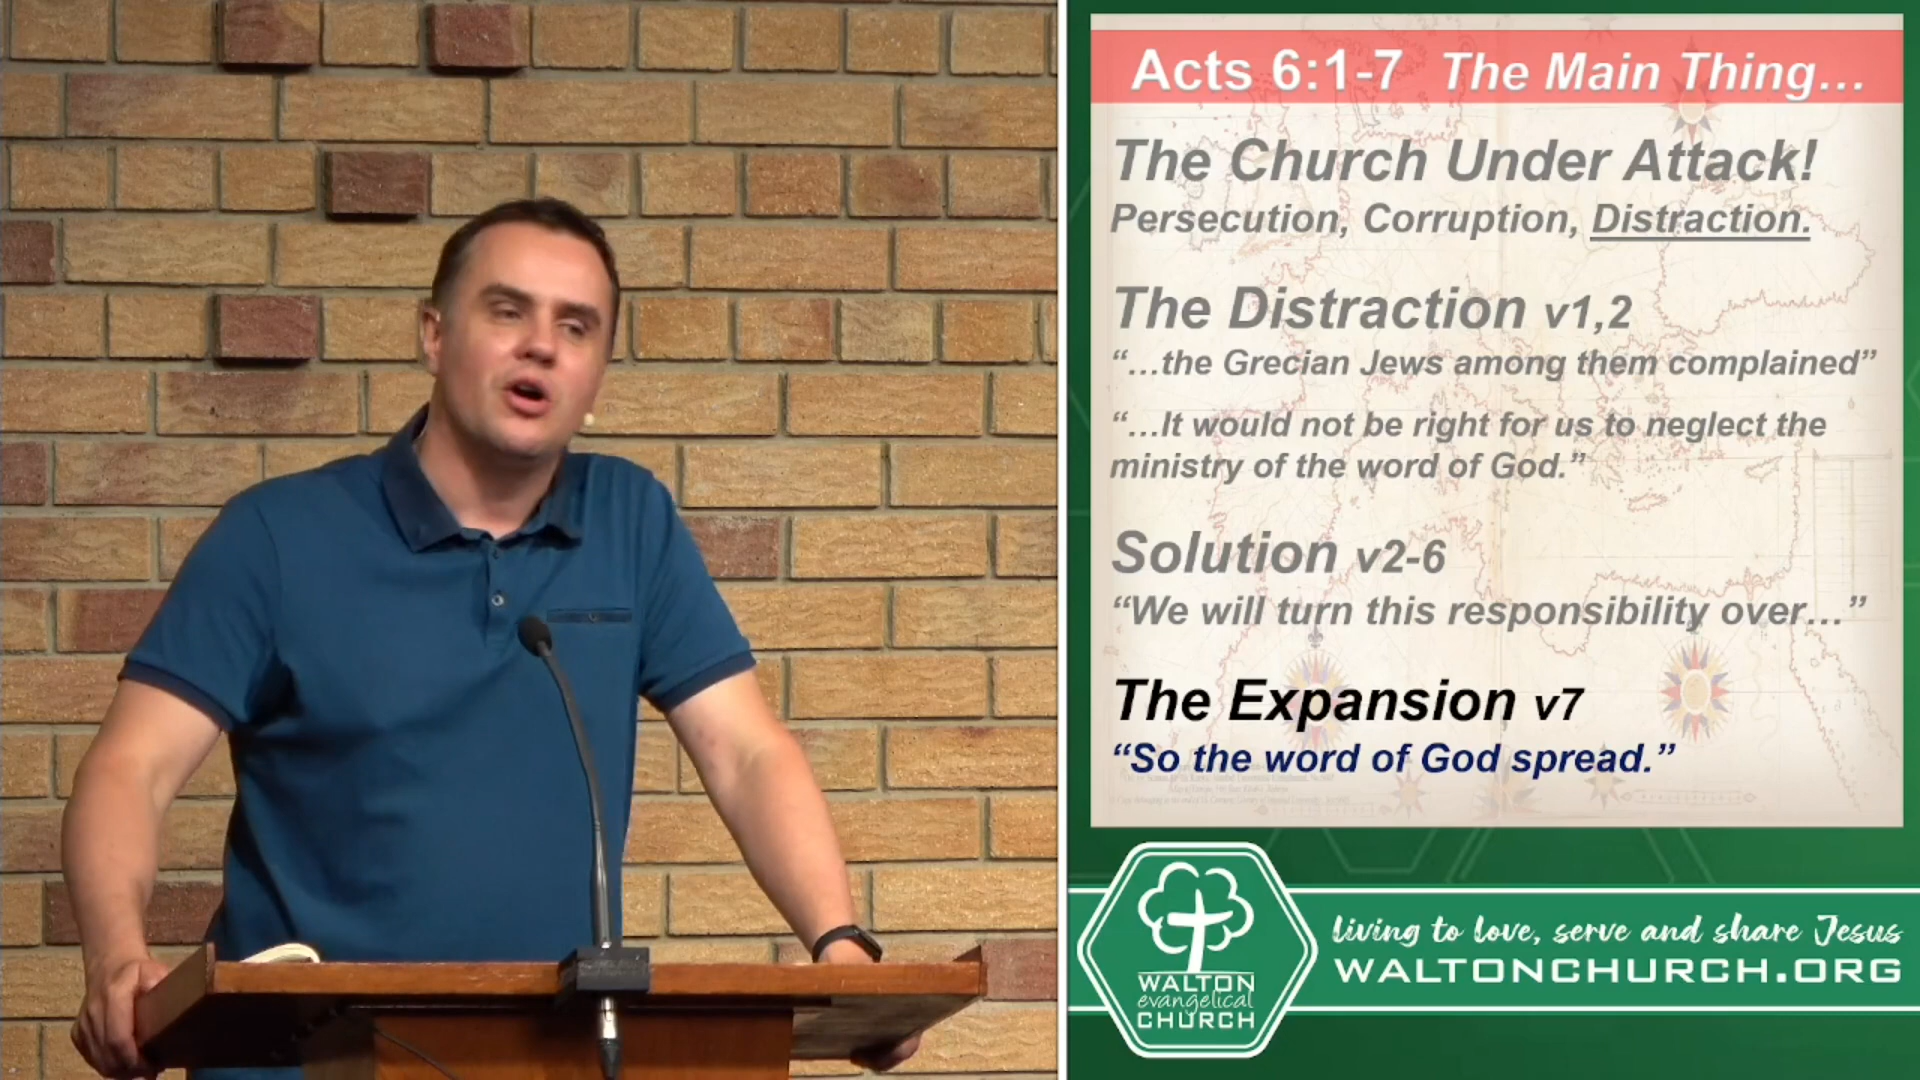 Acts 6:1-7 The Main Thing…
The Church Under Attack!
Persecution, Corruption, Distraction.
The Distraction v1,2
“…the Grecian Jews among them complained”
“…It would not be right for us to neglect the
ministry of the word of God.”
Solution v2-6
“We will turn this responsibility over…”
The Expansion v7
“So the word of God spread.”
WALTON
evangelical
CHURCH
living to love, serve and share Jesus
WALTONCHURCH.ORG